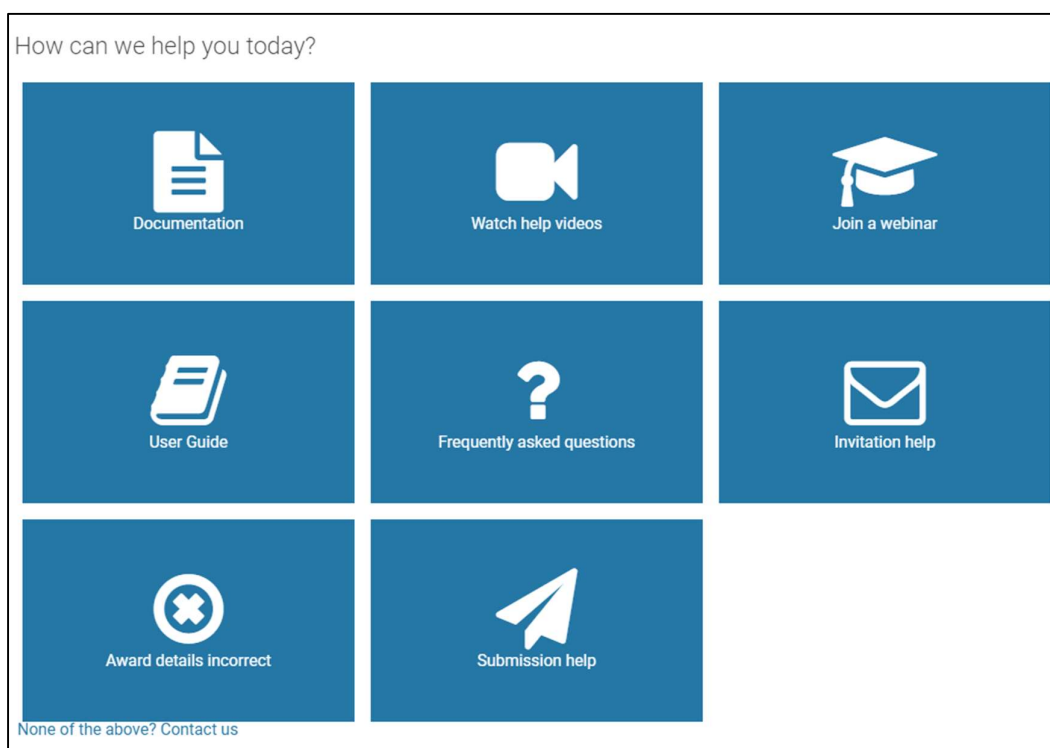 How can we help you today?
Documentation
Watch help videos
Join a webinar
User Guide
Frequently asked questions
Invitation help
Award details incorrect
Submission help
None of the above? Contact us